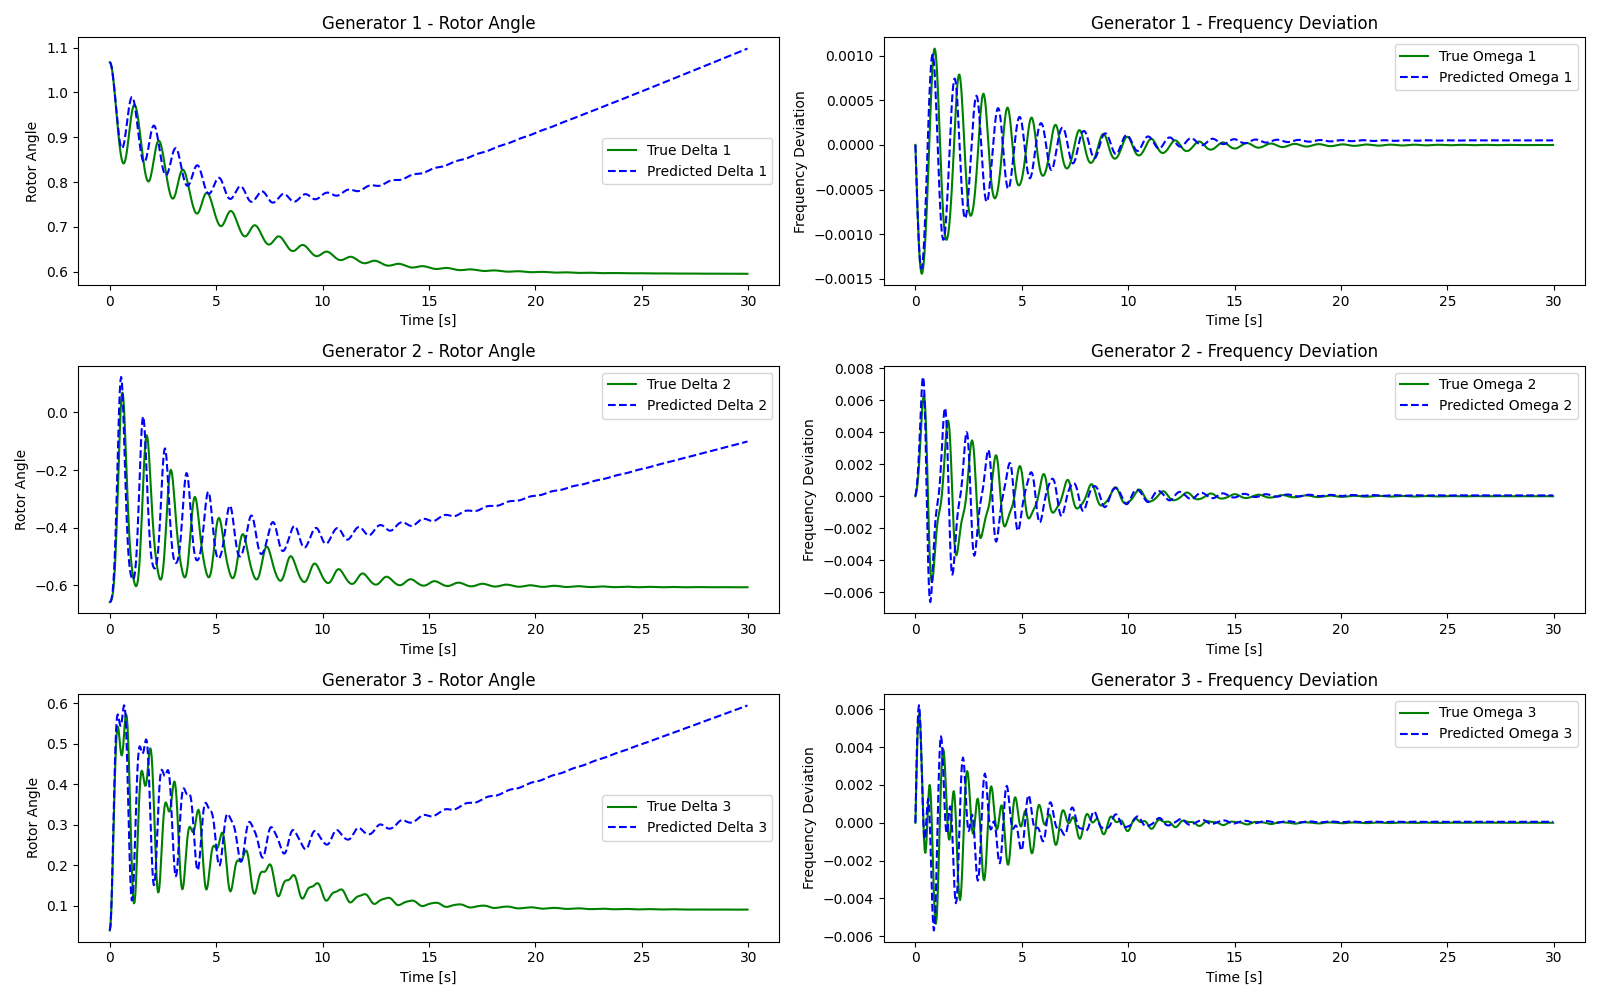 Generator 1 - Rotor Angle
1.1
1.0
0.9
0.8
0.7
0.6
Rotor Angle
True Delta 1
Predicted Delta 1
0 5 10 15 20 25 30
Time [s]
Generator 1 - Frequency Deviation
0.0010
0.0005
0.0000
−0.0005
−0.0010
−0.0015
Frequency Deviation
True Omega 1
Predicted Omega 1
0 5 10 15 20 25 30
Time [s]
Generator 2 - Rotor Angle
0.0
−0.2
−0.4
−0.6
Rotor Angle
True Delta 2
Predicted Delta 2
0 5 10 15 20 25 30
Time [s]
Generator 2 - Frequency Deviation
0.008
0.006
0.004
0.002
0.000
−0.002
−0.004
−0.006
Frequency Deviation
True Omega 2
Predicted Omega 2
0 5 10 15 20 25 30
Time [s]
Generator 3 - Rotor Angle
0.6
0.5
0.4
0.3
0.2
0.1
Rotor Angle
True Delta 3
Predicted Delta 3
0 5 10 15 20 25 30
Time [s]
Generator 3 - Frequency Deviation
0.006
0.004
0.002
0.000
−0.002
−0.004
−0.006
Frequency Deviation
True Omega 3
Predicted Omega 3
0 5 10 15 20 25 30
Time [s]